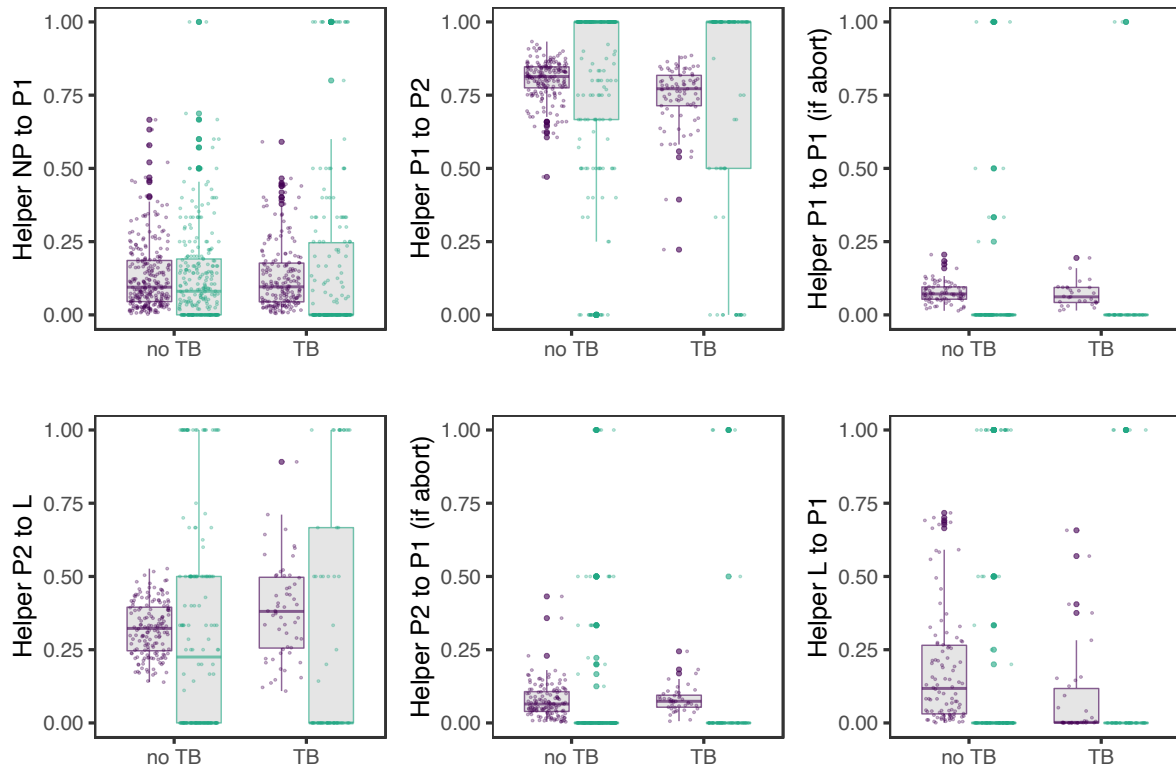 Helper NP to P1
1.00
0.75
0.50
0.25
0.00
no TB
TB
Helper P1 to P2
1.00
0.75
0.50
0.25
0.00
no TB
TB
Helper P1 to P1 (if abort)
1.00
0.75
0.50
0.25
0.00
no TB
TB
Helper P2 to L
1.00
0.75
0.50
0.25
0.00
no TB
TB
Helper P2 to P1 (if abort)
1.00
0.75
0.50
0.25
0.00
no TB
TB
Helper L to P1
1.00
0.75
0.50
0.25
0.00
no TB
TB